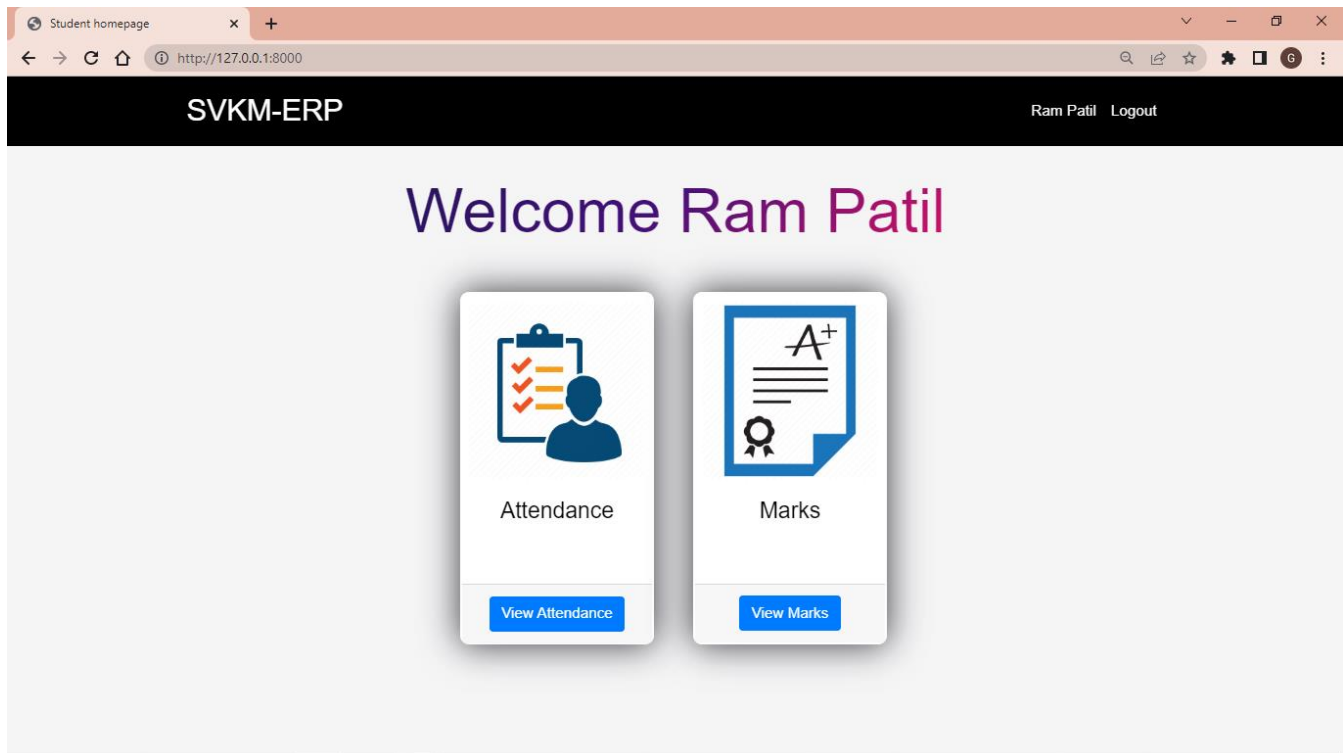 Student homepage
http://127.0.0.1:8000
G
SVKM-ERP
Ram Patil Logout
Welcome Ram Patil
A+
Attendance
Marks
View Attendance
View Marks